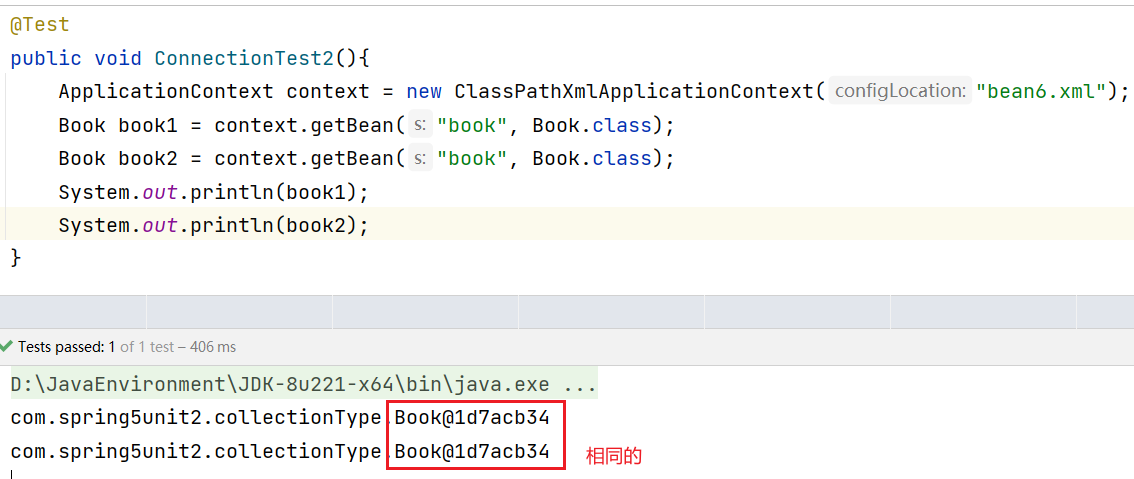 @Test
public void ConnectionTest2(){
ApplicationContext context = new ClassPathXmlApplicationContext( configLocation: "bean6.xml");
Book book1 = context.getBean( s: "book", Book.class);
Book book2 = context.getBean( s: "book", Book.class);
System.out.println(book1);
System.out.println(book2);
}
Tests passed: 1 of 1 test – 406 ms
D:\JavaEnvironment\JDK-8u221-x64\bin\java.exe ...
com.spring5unit2.collectionType.Book@1d7acb34
com.spring5unit2.collectionType.Book@1d7acb34
相同的